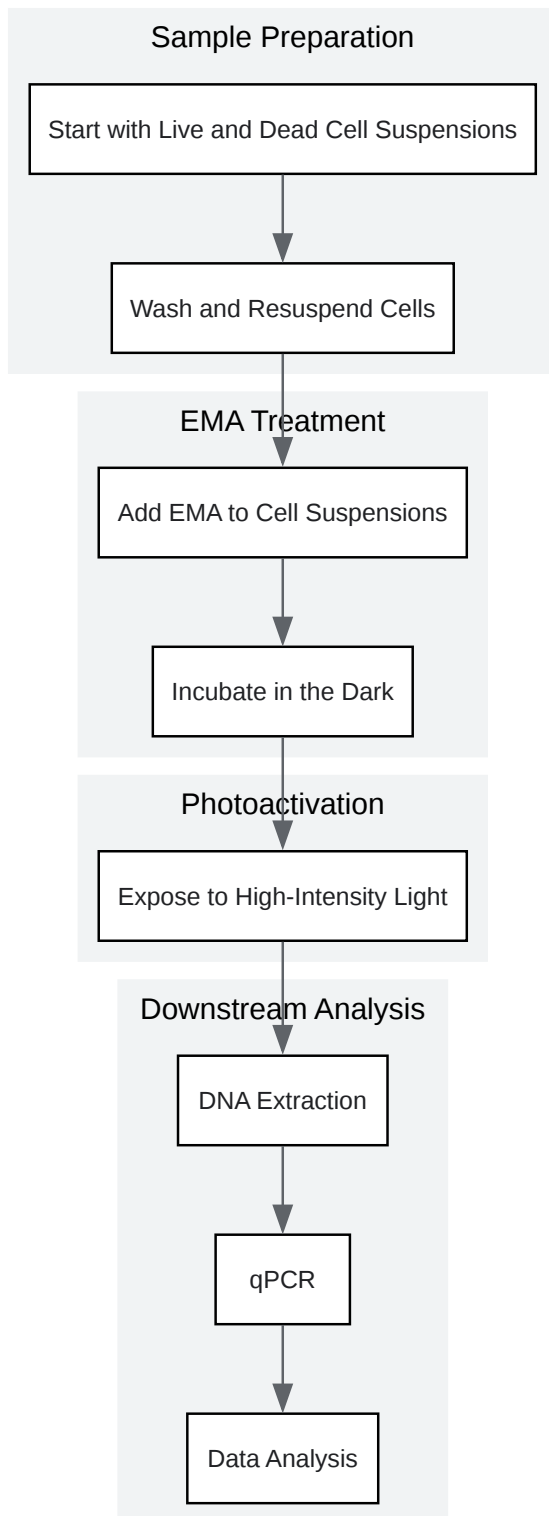 Sample Preparation
Start with Live and Dead Cell Suspensions
Wash and Resuspend Cells
EMA Treatment
Add EMA to Cell Suspensions
Incubate in the Dark
Photoactivation
Expose to High-Intensity Light
Downstream Analysis
DNA Extraction
qPCR
Data Analysis